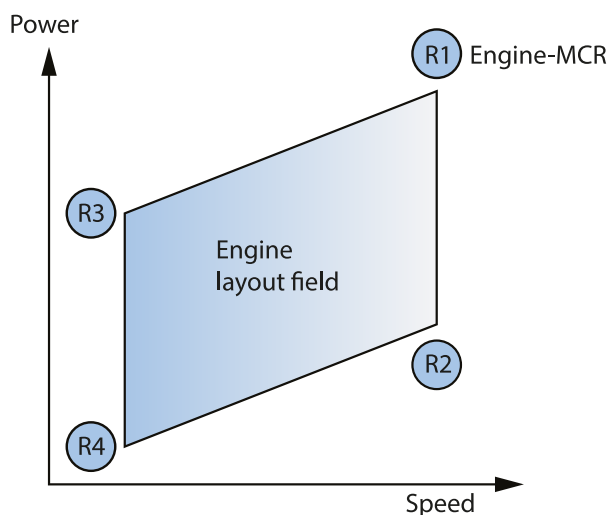 Power
R1 Engine-MCR
R3
Engine
layout field
R2
R4
Speed